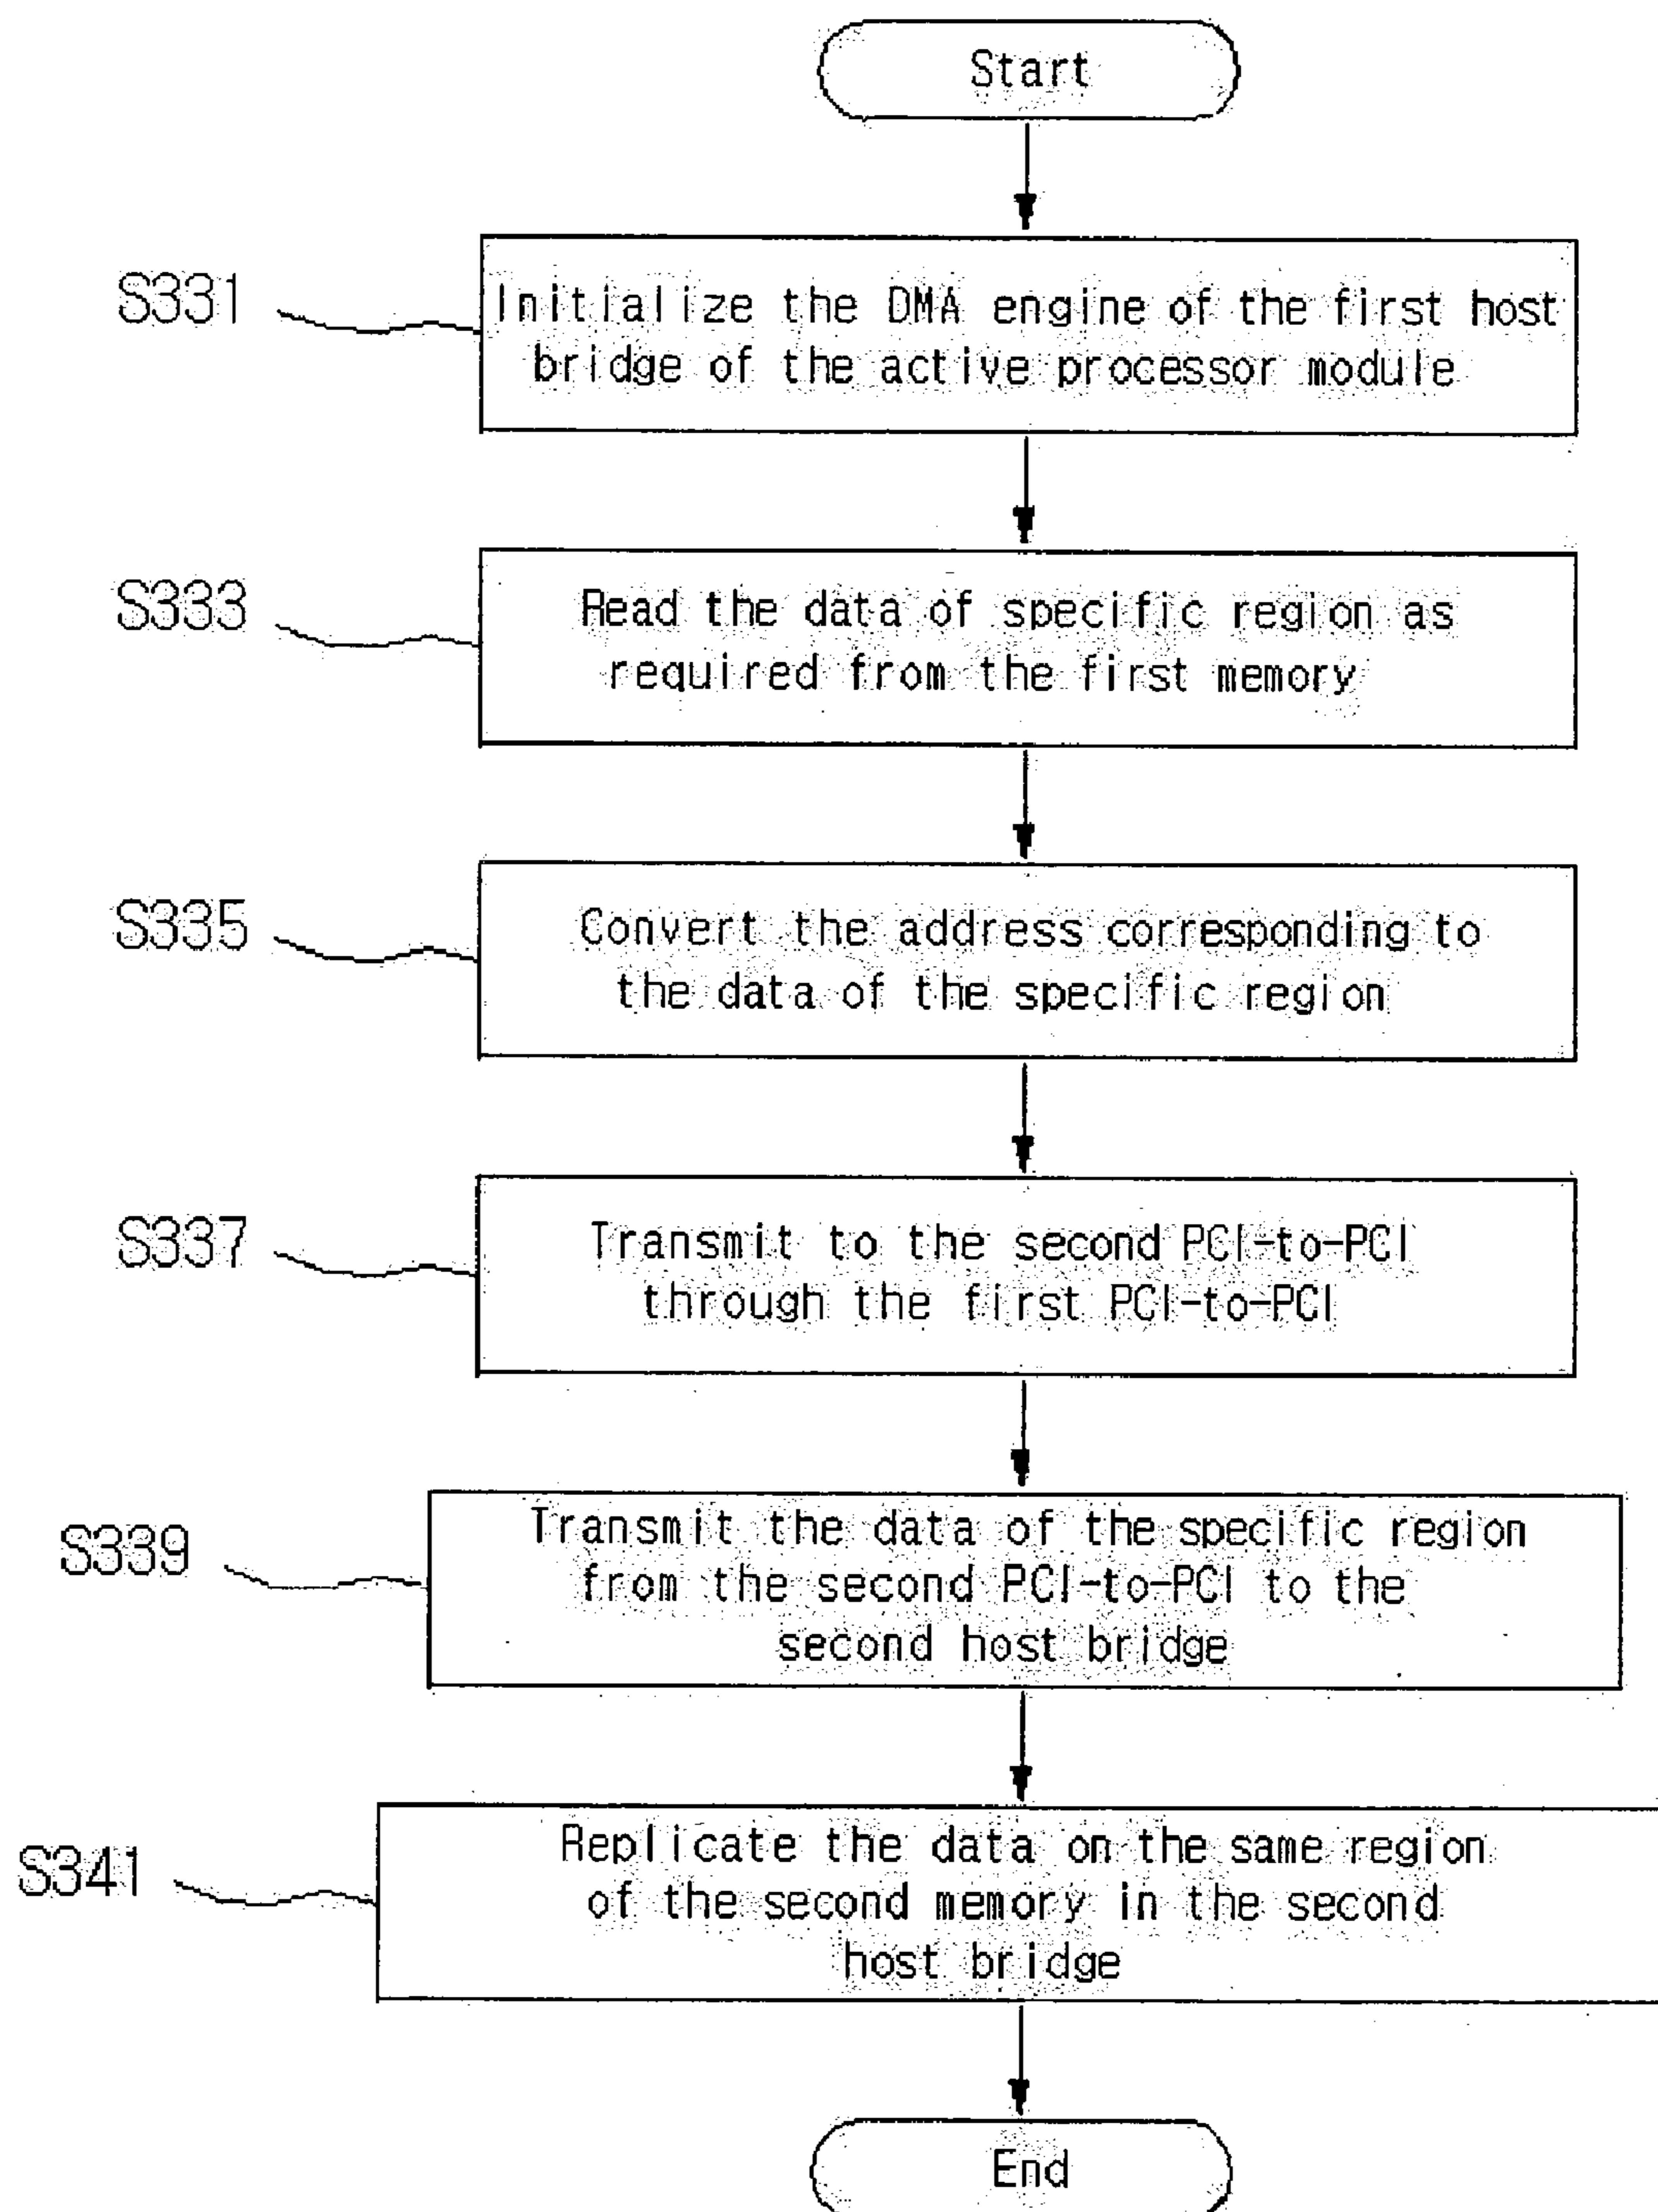 Start
S331
Initialize the DMA engine of the first host
bridge of the active processor module
S333
Read the data of specific region as
required from the first memory
S335
Convert the address corresponding to
the data of the specific region
S337
Transmit to the second PCI-to-PCI
through the first PCI-to-PCI
S339
Transmit the data of the specific region
from the second PCI-to-PCI to the
second host bridge
S341
Replicate the data on the same region
of the second memory in the second
host bridge
End